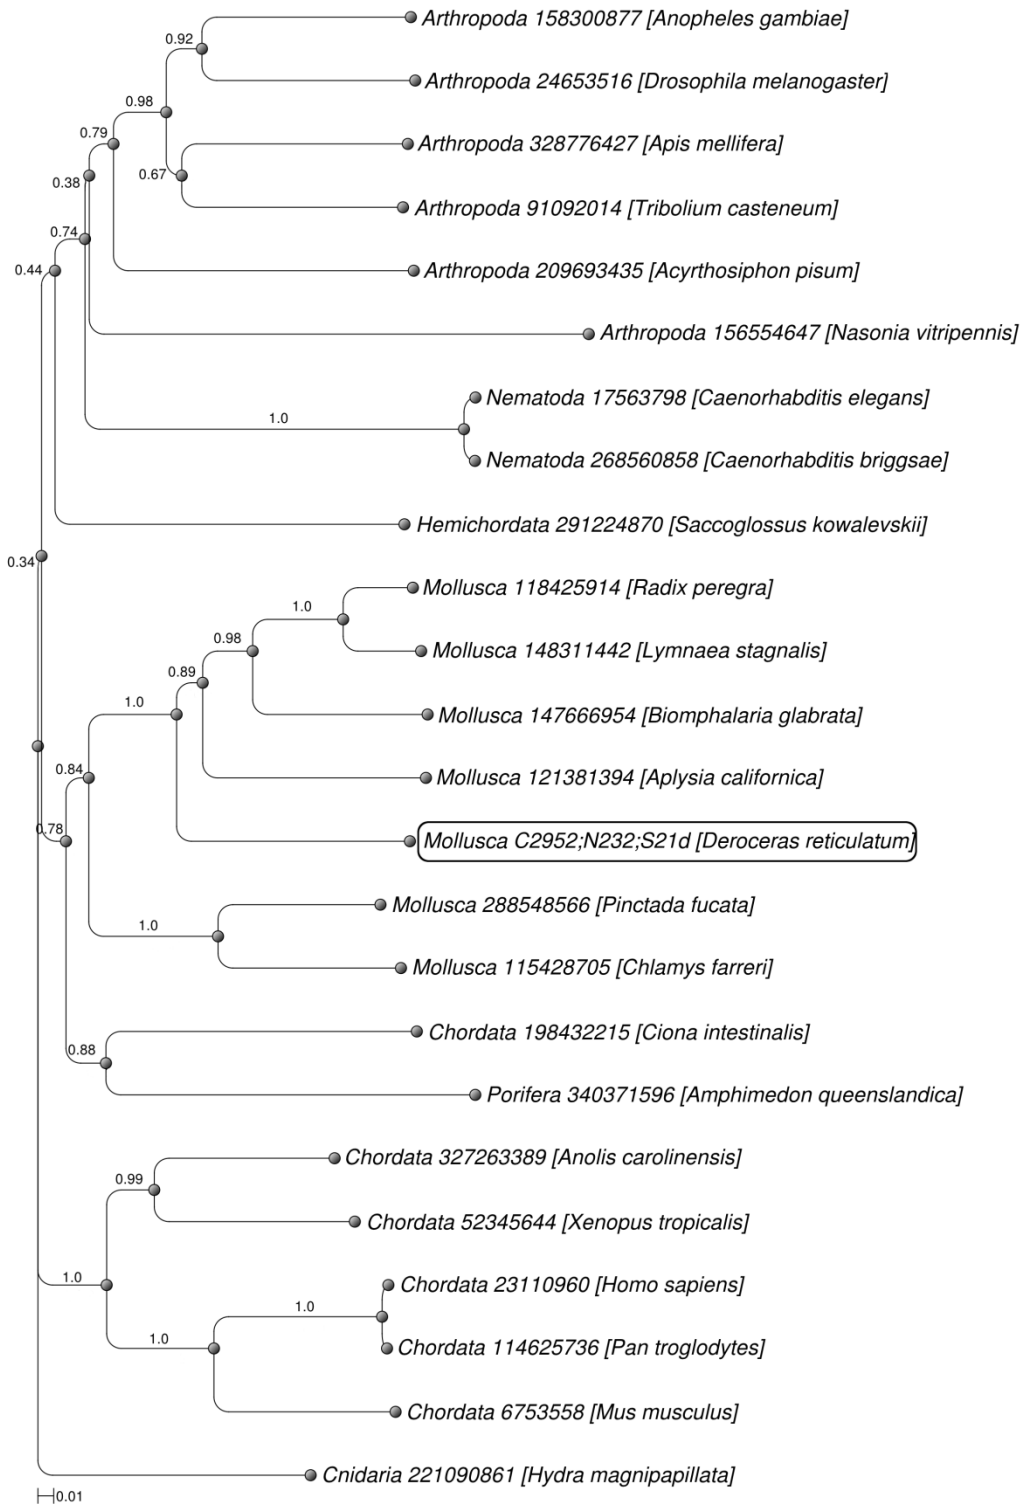 Arthropoda 158300877 [Anopheles gambiae]
0.92
Arthropoda 24653516 [Drosophila melanogaster]
0.98
0.79
Arthropoda 328776427 [Apis mellifera]
0.67
0.38
Arthropoda 91092014 [Tribolium casteneum]
0.74
0.44
Arthropoda 209693435 [Acyrthosiphon pisum]
Arthropoda 156554647 [Nasonia vitripennis]
Nematoda 17563798 [Caenorhabditis elegans]
1.0
Nematoda 268560858 [Caenorhabditis briggsae]
Hemichordata 291224870 [Saccoglossus kowalevskii]
0.34
Mollusca 118425914 [Radix peregra]
1.0
0.98
Mollusca 148311442 [Lymnaea stagnalis]
0.89
1.0
Mollusca 147666954 [Biomphalaria glabrata]
0.84
Mollusca 121381394 [Aplysia californica]
0.78
Mollusca C2952;N232;S21d [Deroceras reticulatum]
Mollusca 288548566 [Pinctada fucata]
1.0
Mollusca 115428705 [Chlamys farreri]
Chordata 198432215 [Ciona intestinalis]
0.88
Porifera 340371596 [Amphimedon queenslandica]
Chordata 327263389 [Anolis carolinensis]
0.99
Chordata 52345644 [Xenopus tropicalis]
1.0
Chordata 23110960 [Homo sapiens]
1.0
1.0
Chordata 114625736 [Pan troglodytes]
Chordata 6753558 [Mus musculus]
Cnidaria 221090861 [Hydra magnipapillata]
0.01